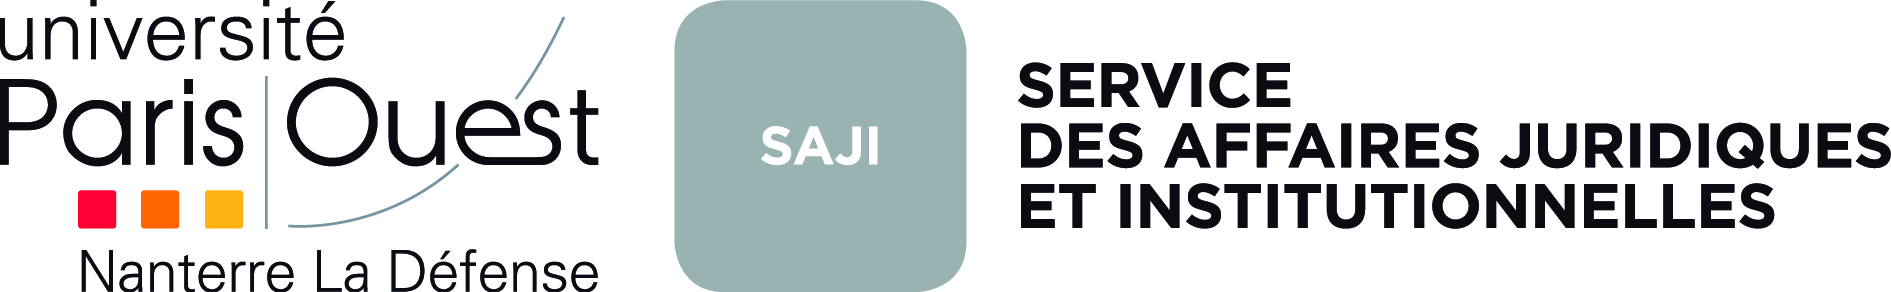 université
Paris Ouest
Nanterre La Défense
SAJI
SERVICE
DES AFFAIRES JURIDIQUES
ET INSTITUTIONNELLES